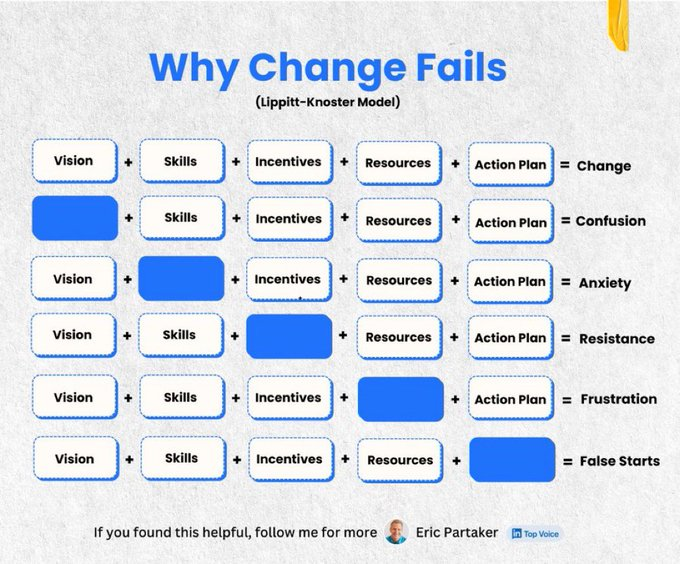 Why Change Fails
(Lippitt-Knoster Model)
Vision + Skills + Incentives + Resources + Action Plan = Change
+ Skills + Incentives + Resources + Action Plan = Confusion
Vision + + Incentives + Resources + Action Plan = Anxiety
Vision + Skills + + Resources + Action Plan = Resistance
Vision + Skills + Incentives + + Action Plan = Frustration
Vision + Skills + Incentives + Resources + = False Starts
If you found this helpful, follow me for more Eric Partaker in Top Voice